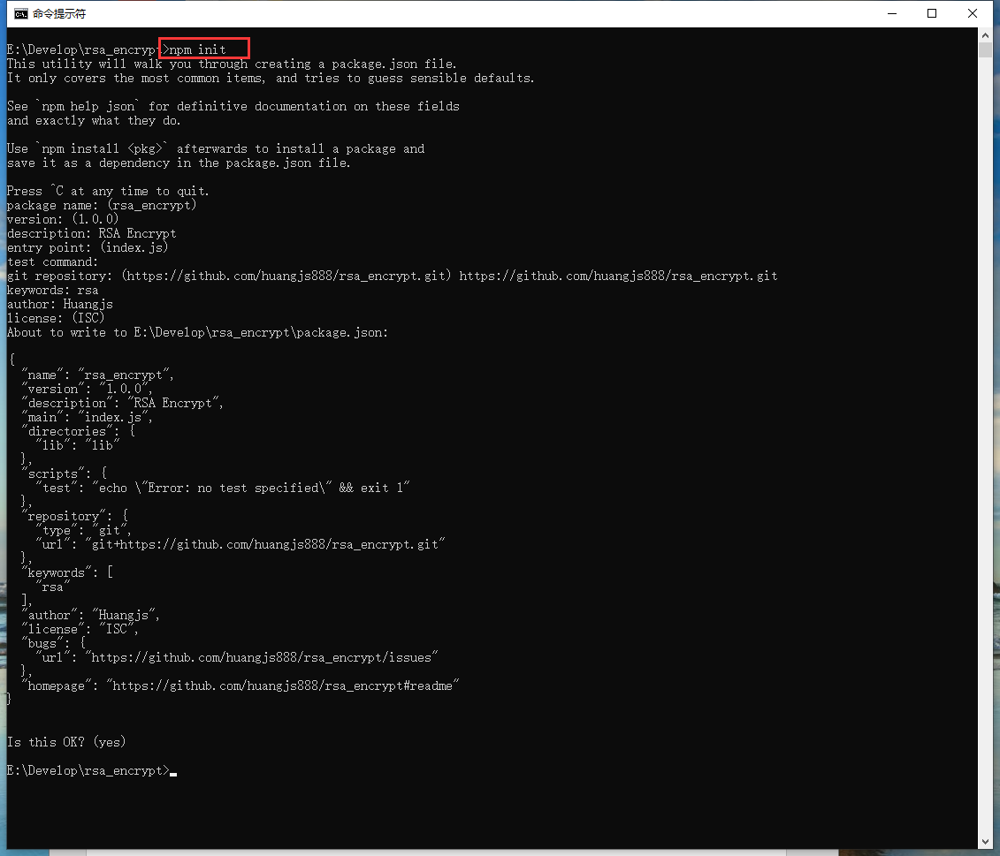 命令提示符
E:\Develop\rsa_encrypt>npm init
This utility will walk you through creating a package.json file.
It only covers the most common items, and tries to guess sensible defaults.
See `npm help json` for definitive documentation on these fields
and exactly what they do.
Use `npm install <pkg>` afterwards to install a package and
save it as a dependency in the package.json file.
Press ^C at any time to quit.
package name: (rsa_encrypt)
version: (1.0.0)
description: RSA Encrypt
entry point: (index.js)
test command:
git repository: (https://github.com/huangjs888/rsa_encrypt.git) https://github.com/huangjs888/rsa_encrypt.git
keywords: rsa
author: Huangjs
license: (ISC)
About to write to E:\Develop\rsa_encrypt\package.json:
{
  "name": "rsa_encrypt",
  "version": "1.0.0",
  "description": "RSA Encrypt",
  "main": "index.js",
  "directories": {
    "lib": "lib"
  },
  "scripts": {
    "test": "echo \"Error: no test specified\" && exit 1"
  },
  "repository": {
    "type": "git",
    "url": "git+https://github.com/huangjs888/rsa_encrypt.git"
  },
  "keywords": [
    "rsa"
  ],
  "author": "Huangjs",
  "license": "ISC",
  "bugs": {
    "url": "https://github.com/huangjs888/rsa_encrypt/issues"
  },
  "homepage": "https://github.com/huangjs888/rsa_encrypt#readme"
}
Is this OK? (yes)
E:\Develop\rsa_encrypt>